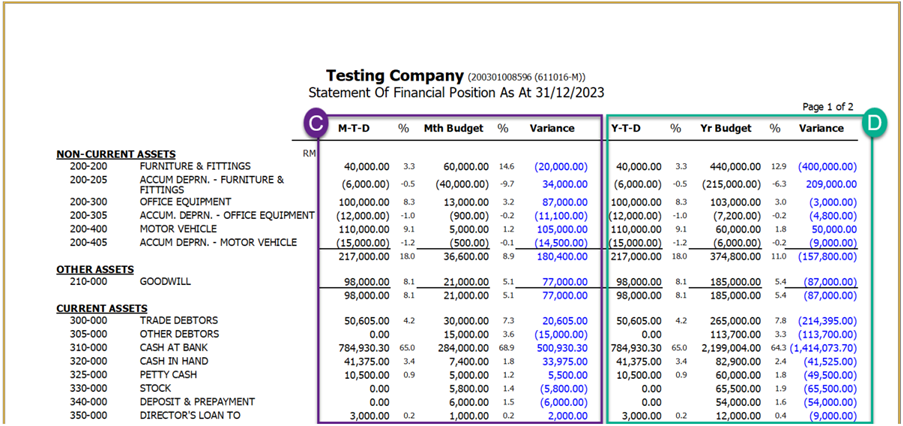 Testing Company (200301008596 (611016-M))
Statement Of Financial Position As At 31/12/2023
Page 1 of 2
C D
M-T-D % Mth Budget % Variance Y-T-D % Yr Budget % Variance
NON-CURRENT ASSETS RM
200-200 FURNITURE & FITTINGS 40,000.00 3.3 60,000.00 14.6 (20,000.00) 40,000.00 3.3 440,000.00 12.9 (400,000.00)
200-205 ACCUM DEPRN. - FURNITURE & (6,000.00) -0.5 (40,000.00) -9.7 34,000.00 (6,000.00) -0.5 (215,000.00) -6.3 209,000.00
FITTINGS
200-300 OFFICE EQUIPMENT 100,000.00 8.3 13,000.00 3.2 87,000.00 100,000.00 8.3 103,000.00 3.0 (3,000.00)
200-305 ACCUM. DEPRN. - OFFICE EQUIPMENT (12,000.00) -1.0 (900.00) -0.2 (11,100.00) (12,000.00) -1.0 (7,200.00) -0.2 (4,800.00)
200-400 MOTOR VEHICLE 110,000.00 9.1 5,000.00 1.2 105,000.00 110,000.00 9.1 60,000.00 1.8 50,000.00
200-405 ACCUM DEPRN. - MOTOR VEHICLE (15,000.00) -1.2 (500.00) -0.1 (14,500.00) (15,000.00) -1.2 (6,000.00) -0.2 (9,000.00)
217,000.00 18.0 36,600.00 8.9 180,400.00 217,000.00 18.0 374,800.00 11.0 (157,800.00)
OTHER ASSETS
210-000 GOODWILL 98,000.00 8.1 21,000.00 5.1 77,000.00 98,000.00 8.1 185,000.00 5.4 (87,000.00)
98,000.00 8.1 21,000.00 5.1 77,000.00 98,000.00 8.1 185,000.00 5.4 (87,000.00)
CURRENT ASSETS
300-000 TRADE DEBTORS 50,605.00 4.2 30,000.00 7.3 20,605.00 50,605.00 4.2 265,000.00 7.8 (214,395.00)
305-000 OTHER DEBTORS 0.00 15,000.00 3.6 (15,000.00) 0.00 113,700.00 3.3 (113,700.00)
310-000 CASH AT BANK 784,930.30 65.0 284,000.00 68.9 500,930.30 784,930.30 65.0 2,199,004.00 64.3 (1,414,073.70)
320-000 CASH IN HAND 41,375.00 3.4 7,400.00 1.8 33,975.00 41,375.00 3.4 82,900.00 2.4 (41,525.00)
325-000 PETTY CASH 10,500.00 0.9 5,000.00 1.2 5,500.00 10,500.00 0.9 60,000.00 1.8 (49,500.00)
330-000 STOCK 0.00 5,800.00 1.4 (5,800.00) 0.00 65,500.00 1.9 (65,500.00)
340-000 DEPOSIT & PREPAYMENT 0.00 6,000.00 1.5 (6,000.00) 0.00 54,000.00 1.6 (54,000.00)
350-000 DIRECTOR'S LOAN TO 3,000.00 0.2 1,000.00 0.2 2,000.00 3,000.00 0.2 12,000.00 0.4 (9,000.00)